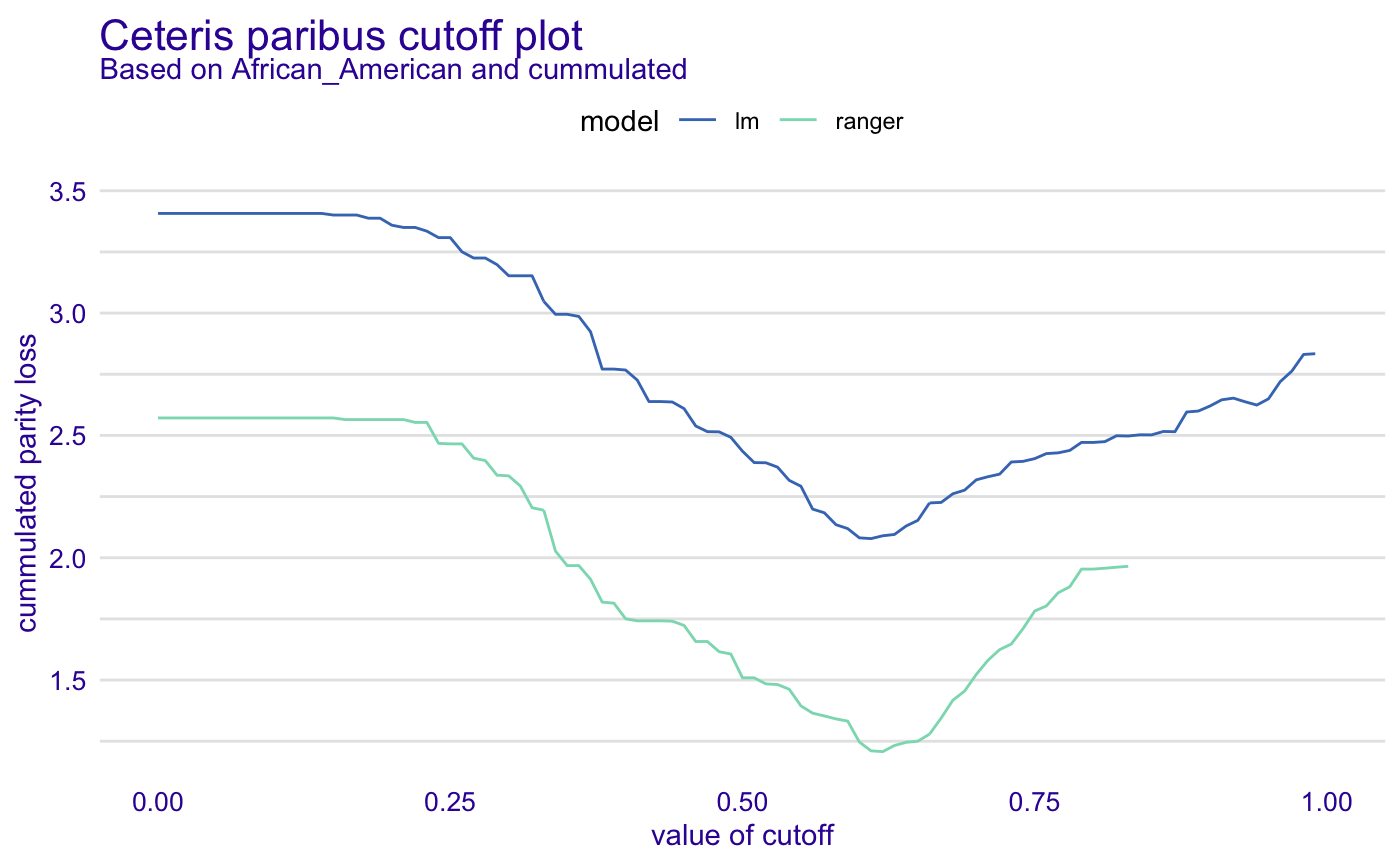 Ceteris paribus cutoff plot
Based on African_American and cummulated
model lm ranger
3.5
3.0
2.5
2.0
1.5
cummulated parity loss
0.00 0.25 0.50 0.75 1.00
value of cutoff